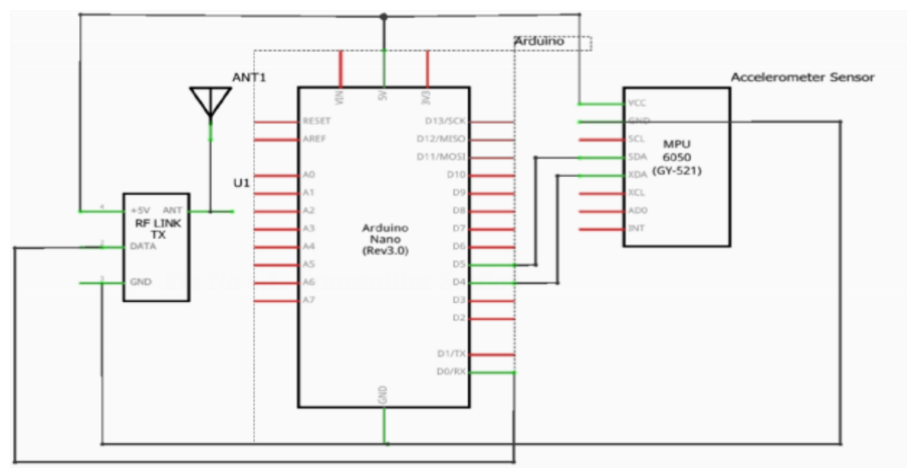 Arduino
ANT1
Accelerometer Sensor
VIN
5V
3V3
RESET
AREF
A0
A1
A2
A3
A4
A5
A6
A7
U1
Arduino
Nano
(Rev3.0)
D13/SCK
D12/MISO
D11/MOSI
D10
D9
D8
D7
D6
D5
D4
D3
D2
D1/TX
D0/RX
GND
+5V
ANT
RF LINK
TX
DATA
GND
VCC
GND
SCL
SDA
XDA
XCL
AD0
INT
MPU
6050
(GY-521)